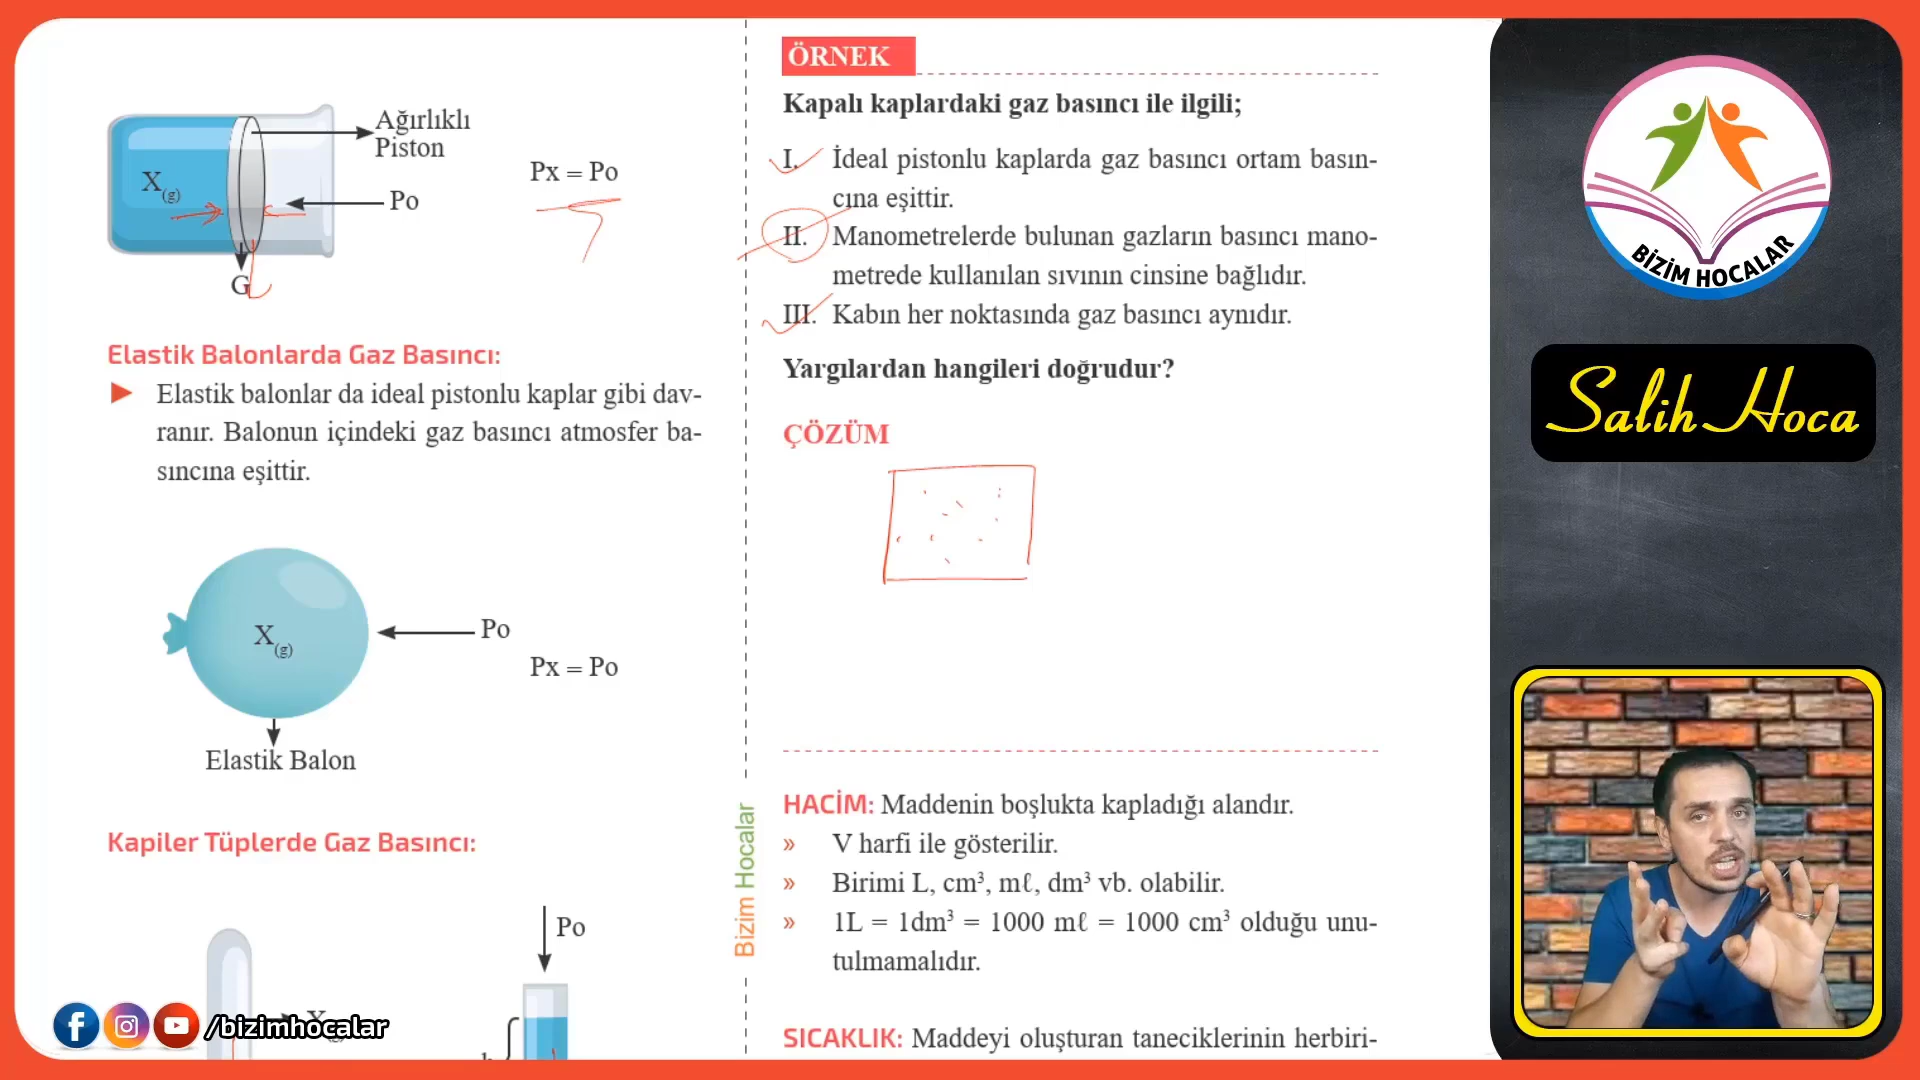 Ağırlıklı
Piston
X(g)
Po
G
Px = Po
Elastik Balonlarda Gaz Basıncı:
Elastik balonlar da ideal pistonlu kaplar gibi dav-
ranır. Balonun içindeki gaz basıncı atmosfer ba-
sıncına eşittir.
X(g)
Po
Px = Po
Elastik Balon
Kapiler Tüplerde Gaz Basıncı:
Po
/bizimhocalar
Bizim Hocalar
ÖRNEK
Kapalı kaplardaki gaz basıncı ile ilgili;
I. İdeal pistonlu kaplarda gaz basıncı ortam basın-
cına eşittir.
II. Manometrelerde bulunan gazların basıncı mano-
metrede kullanılan sıvının cinsine bağlıdır.
III. Kabın her noktasında gaz basıncı aynıdır.
Yargılardan hangileri doğrudur?
ÇÖZÜM
HACİM: Maddenin boşlukta kapladığı alandır.
» V harfi ile gösterilir.
» Birimi L, cm³, mℓ, dm³ vb. olabilir.
» 1L = 1dm³ = 1000 mℓ = 1000 cm³ olduğu unu-
tulmamalıdır.
SICAKLIK: Maddeyi oluşturan taneciklerinin herbiri-
BİZİM HOCALAR
Salih Hoca